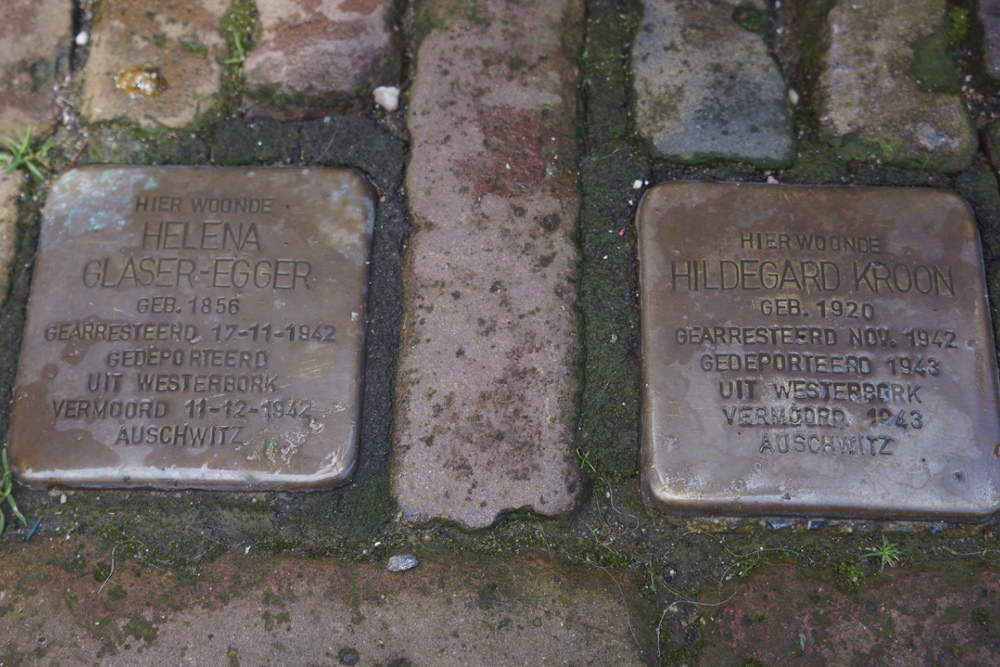 HIER WOONDE
HELENA
GLASER-EGGER
GEB. 1856
GEARRESTEERD 17-11-1942
GEDEPORTEERD
UIT WESTERBORK
VERMOORD 11-12-1942
AUSCHWITZ
HIER WOONDE
HILDEGARD KROON
GEB. 1920
GEARRESTEERD NOV. 1942
GEDEPORTEERD 1943
UIT WESTERBORK
VERMOORD 1943
AUSCHWITZ